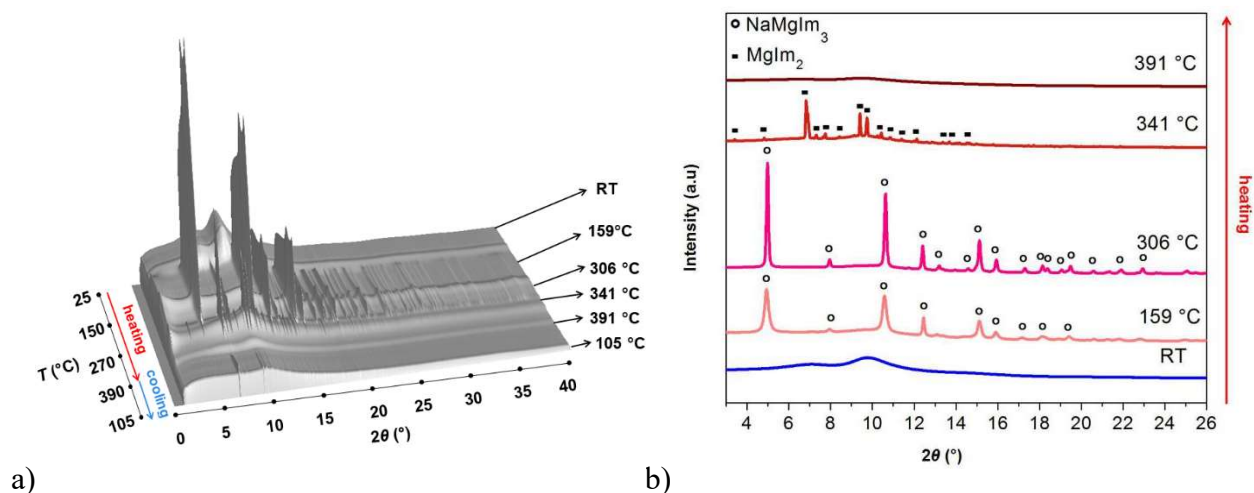 RT
159°C
306 °C
341 °C
391 °C
105 °C
25
150
270
390
105
T (°C)
heating
cooling
0
5
10
15
20
25
30
35
40
2θ (°)
a)
NaMgIm3
MgIm2
391 °C
341 °C
306 °C
159 °C
RT
Intensity (a.u)
heating
4 6 8 10 12 14 16 18 20 22 24 26
2θ (°)
b)